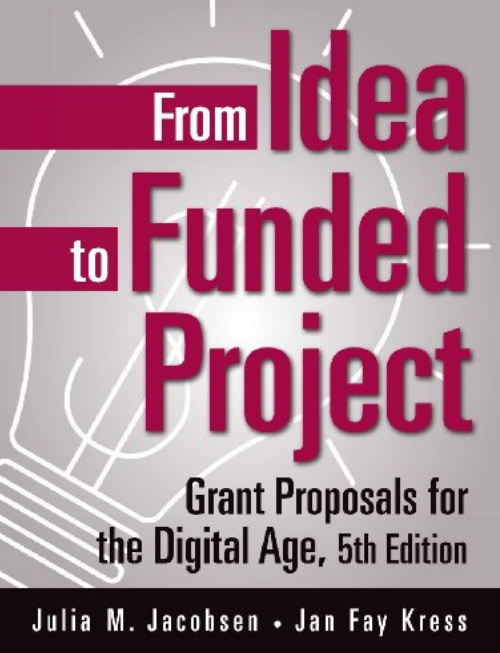 From Idea
to Funded
Project
Grant Proposals for
the Digital Age, 5th Edition
Julia M. Jacobsen • Jan Fay Kress